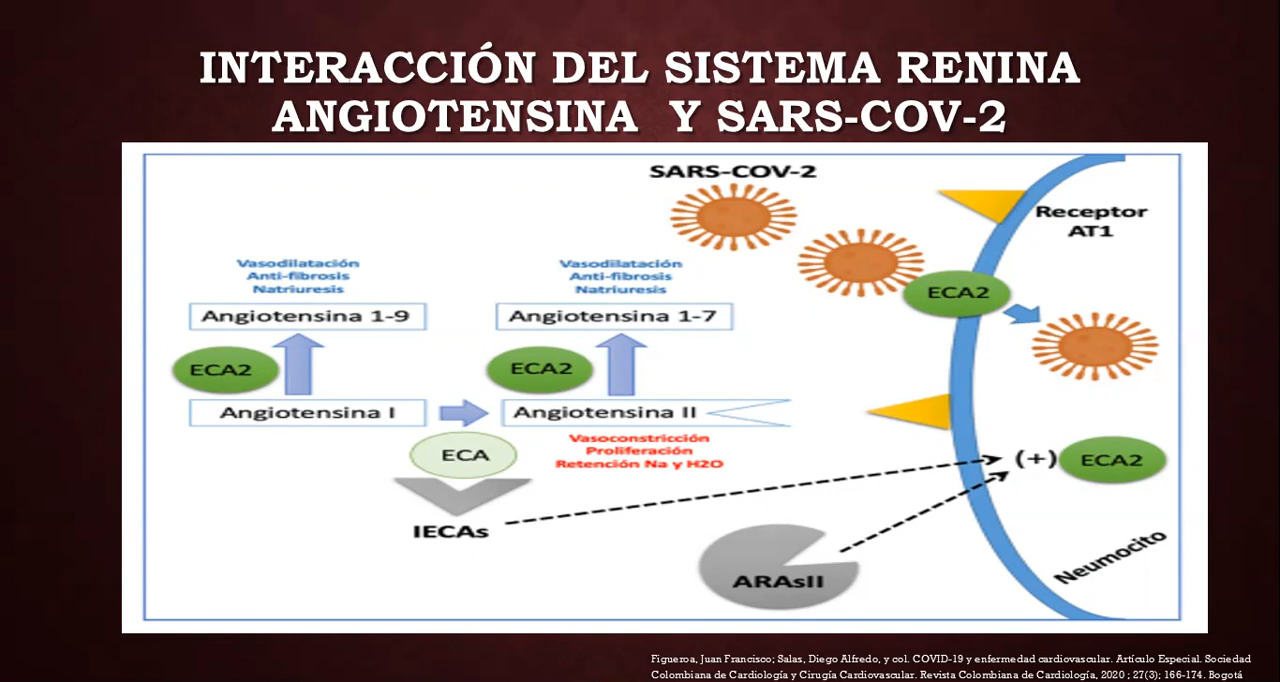 INTERACCIÓN DEL SISTEMA RENINA
ANGIOTENSINA Y SARS-COV-2
SARS-COV-2
Receptor
AT1
Vasodilatación
Anti-fibrosis
Natriuresis
Vasodilatación
Anti-fibrosis
Natriuresis
ECA2
Angiotensina 1-9
Angiotensina 1-7
ECA2
ECA2
Angiotensina I
Angiotensina II
Vasoconstricción
Proliferación
Retención Na y H2O
ECA
(+) ECA2
IECAs
ARAsII
Neumocito
Figueroa, Juan Francisco; Salas, Diego Alfredo, y col. COVID-19 y enfermedad cardiovascular. Artículo Especial. Sociedad
Colombiana de Cardiología y Cirugía Cardiovascular. Revista Colombiana de Cardiología, 2020 ; 27(3); 166-174. Bogotá